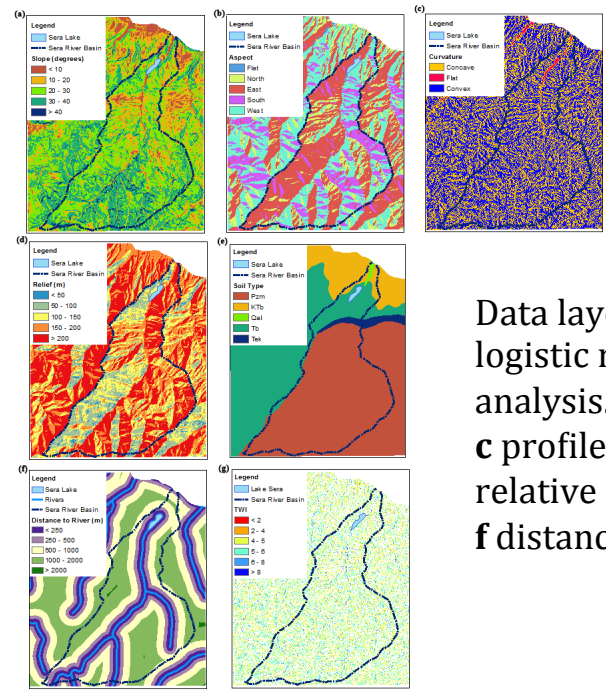 (a)
Legend
Sera Lake
Sera River Basin
Slope (degrees)
< 10
10 - 20
20 - 30
30 - 40
> 40
(b)
Legend
Sera Lake
Sera River Basin
Aspect
Flat
North
East
South
West
(c)
Legend
Sera Lake
Sera River Basin
Curvature
Concave
Flat
Convex
(d)
Legend
Sera Lake
Sera River Basin
Relief (m)
< 50
50 - 100
100 - 150
150 - 200
> 200
(e)
Legend
Sera Lake
Sera River Basin
Soil Type
Pzm
KTb
Qal
Tb
Tek
Data laye
logistic r
analysis.
c profile
relative
f distanc
(f)
Legend
Sera Lake
Rivers
Sera River Basin
Distance to River (m)
< 250
250 - 500
500 - 1000
1000 - 2000
> 2000
(g)
Legend
Lake Sera
Sera River Basin
TWI
< 2
2 - 4
4 - 5
5 - 6
6 - 8
> 8